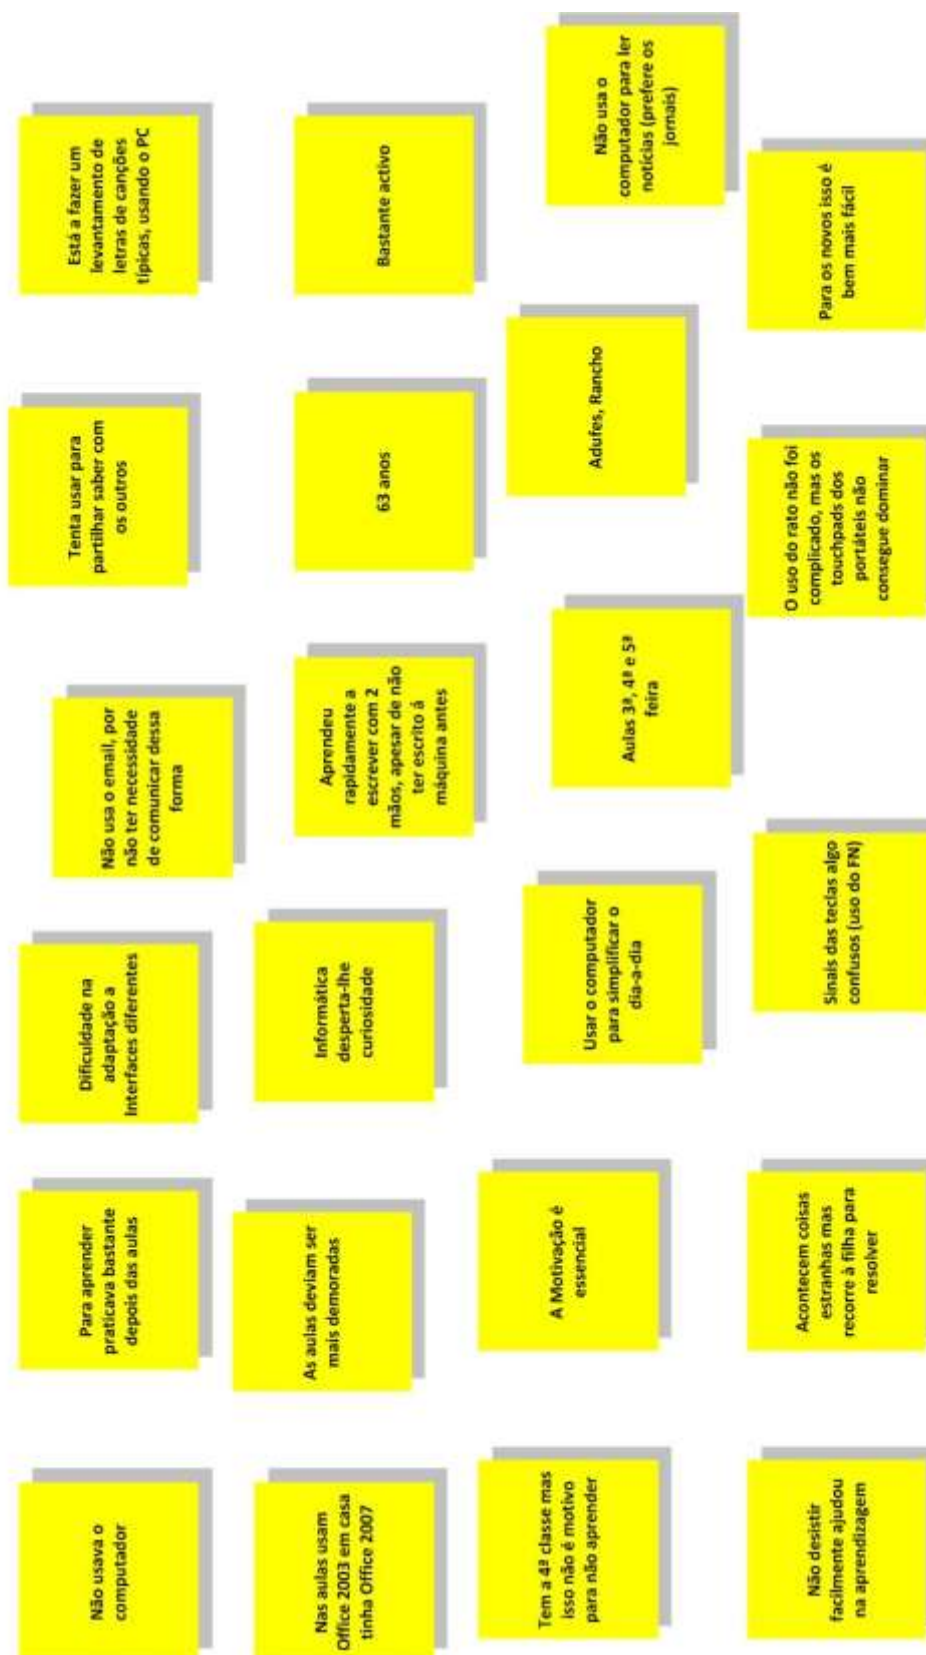 Não usava o
computador
Para aprender
praticava bastante
depois das aulas
Dificuldade na
adaptação a
Interfaces diferentes
Não usa o email, por
não ter necessidade
de comunicar dessa
forma
Tenta usar para
partilhar saber com
os outros
Está a fazer um
levantamento de
letras de canções
típicas, usando o PC
Nas aulas usam
Office 2003 em casa
tinha Office 2007
As aulas deviam ser
mais demoradas
Informática
desperta-lhe
curiosidade
Aprendeu
rapidamente a
escrever com 2
mãos, apesar de não
ter escrito á
máquina antes
63 anos
Bastante activo
Tem a 4ª classe mas
isso não é motivo
para não aprender
A Motivação é
essencial
Usar o computador
para simplificar o
dia-a-dia
Aulas 3ª, 4ª e 5ª
feira
Adufes, Rancho
Não usa o
computador para ler
notícias (prefere os
jornais)
Não desistir
facilmente ajudou
na aprendizagem
Acontecem coisas
estranhas mas
recorre à filha para
resolver
Sinais das teclas algo
confusos (uso do FN)
O uso do rato não foi
complicado, mas os
touchpads dos
portáteis não
consegue dominar
Para os novos isso é
bem mais fácil